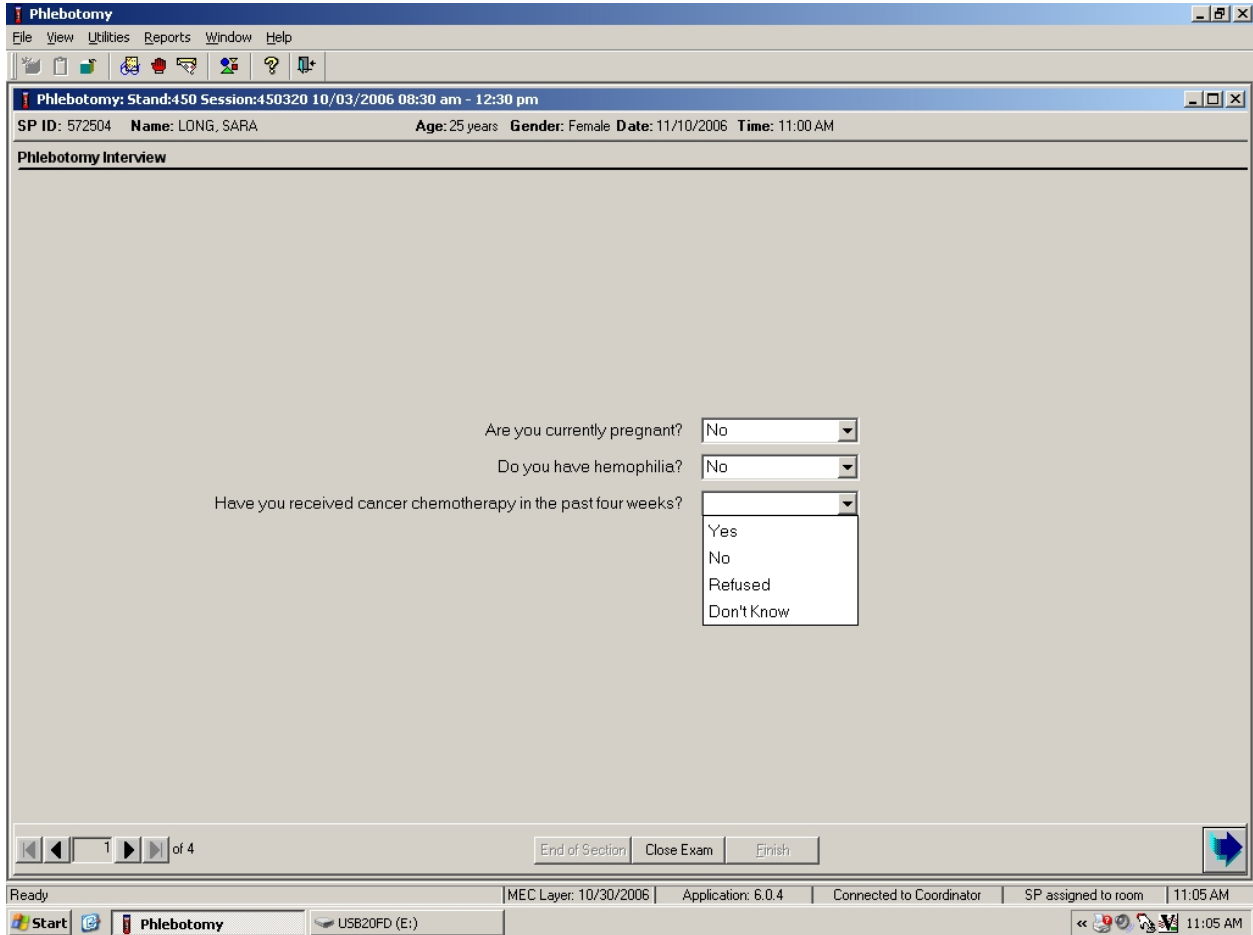 Phlebotomy
File View Utilities Reports Window Help
Phlebotomy: Stand:450 Session:450320 10/03/2006 08:30 am - 12:30 pm
SP ID: 572504 Name: LONG, SARA Age: 25 years Gender: Female Date: 11/10/2006 Time: 11:00 AM
Phlebotomy Interview
Are you currently pregnant? No
Do you have hemophilia? No
Have you received cancer chemotherapy in the past four weeks?
Yes
No
Refused
Don't Know
1 of 4 End of Section Close Exam Finish
Ready MEC Layer: 10/30/2006 Application: 6.0.4 Connected to Coordinator SP assigned to room 11:05 AM
Start Phlebotomy USB20FD (E:) « 11:05 AM